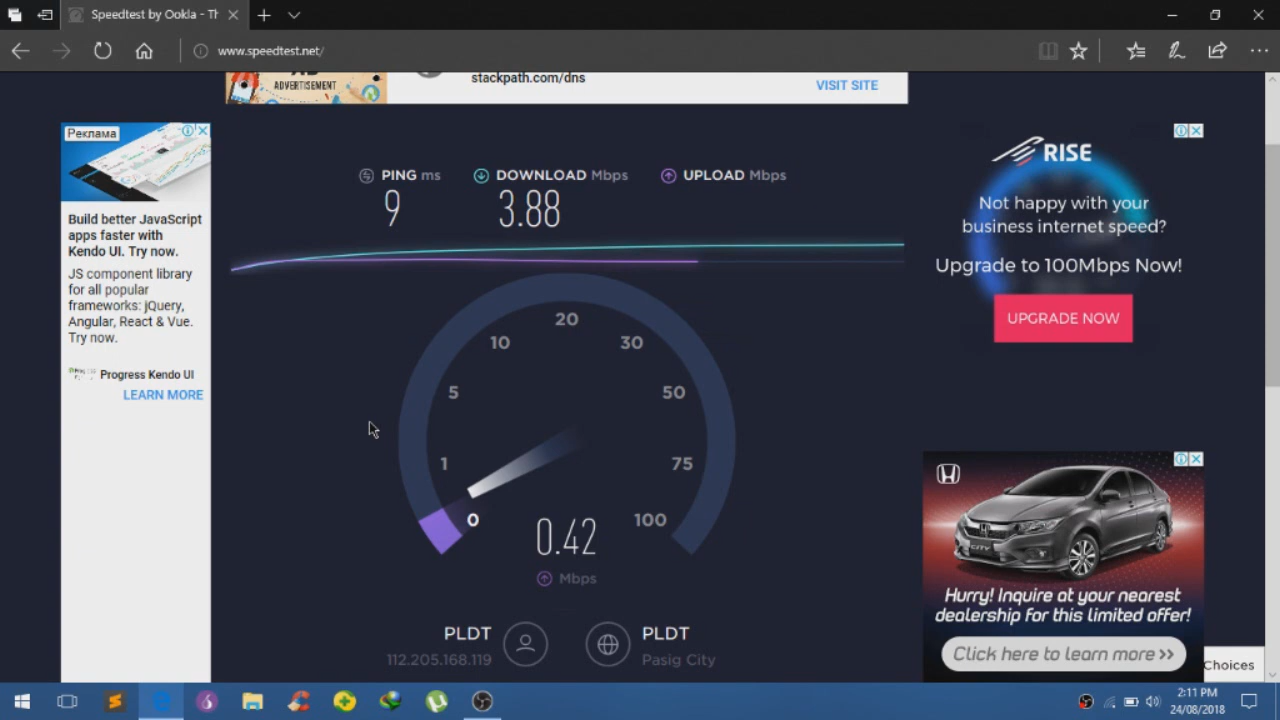 Speedtest by Ookla - Th
www.speedtest.net/
ADVERTISEMENT
stackpath.com/dns
VISIT SITE
Реклама
Build better JavaScript
apps faster with
Kendo UI. Try now.
JS component library
for all popular
frameworks: jQuery,
Angular, React & Vue.
Try now.
Progress Kendo UI
LEARN MORE
PING ms
9
DOWNLOAD Mbps
3.88
UPLOAD Mbps
0
1
5
10
20
30
50
75
100
0.42
Mbps
PLDT
112.205.168.119
PLDT
Pasig City
RISE
Not happy with your
business internet speed?
Upgrade to 100Mbps Now!
UPGRADE NOW
CITY
Hurry! Inquire at your nearest
dealership for this limited offer!
Click here to learn more >>
Choices
2:11 PM
24/08/2018